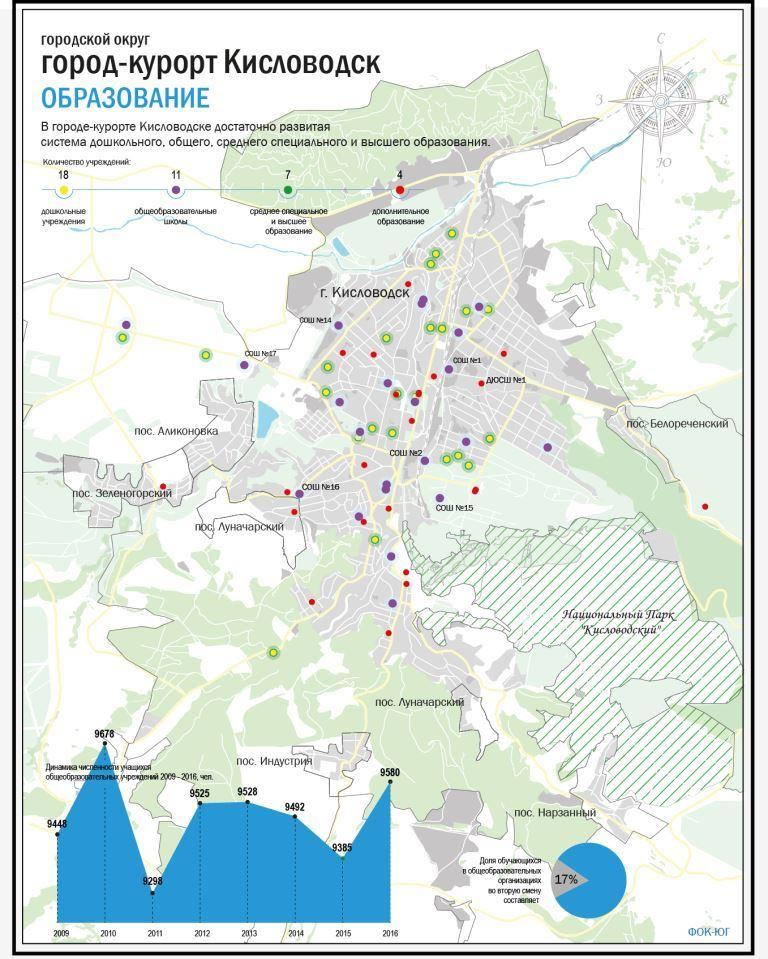 городской округ
город-курорт Кисловодск
ОБРАЗОВАНИЕ
В городе-курорте Кисловодске достаточно развитая
система дошкольного, общего, среднего специального и высшего образования.
Количество учреждений:
18
дошкольные
учреждения
11
общеобразовательные
школы
7
среднее специальное
и высшее
образование
4
дополнительное
образование
С
З
В
Ю
г. Кисловодск
СОШ №14
СОШ №17
СОШ №1
ДЮСШ №1
пос. Аликоновка
пос. Белореченский
СОШ №2
пос. Зеленогорский
СОШ №16
СОШ №15
пос. Луначарский
Национальный Парк
"Кисловодский"
пос. Луначарский
пос. Индустрия
пос. Нарзанный
Динамика численности учащихся
общеобразовательных учреждений 2009 - 2016, чел.
9448
9678
9298
9525
9528
9492
9385
9580
2009
2010
2011
2012
2013
2014
2015
2016
Доля обучающихся
в общеобразовательных
организациях
во вторую смену
составляет
17%
ФОК-ЮГ